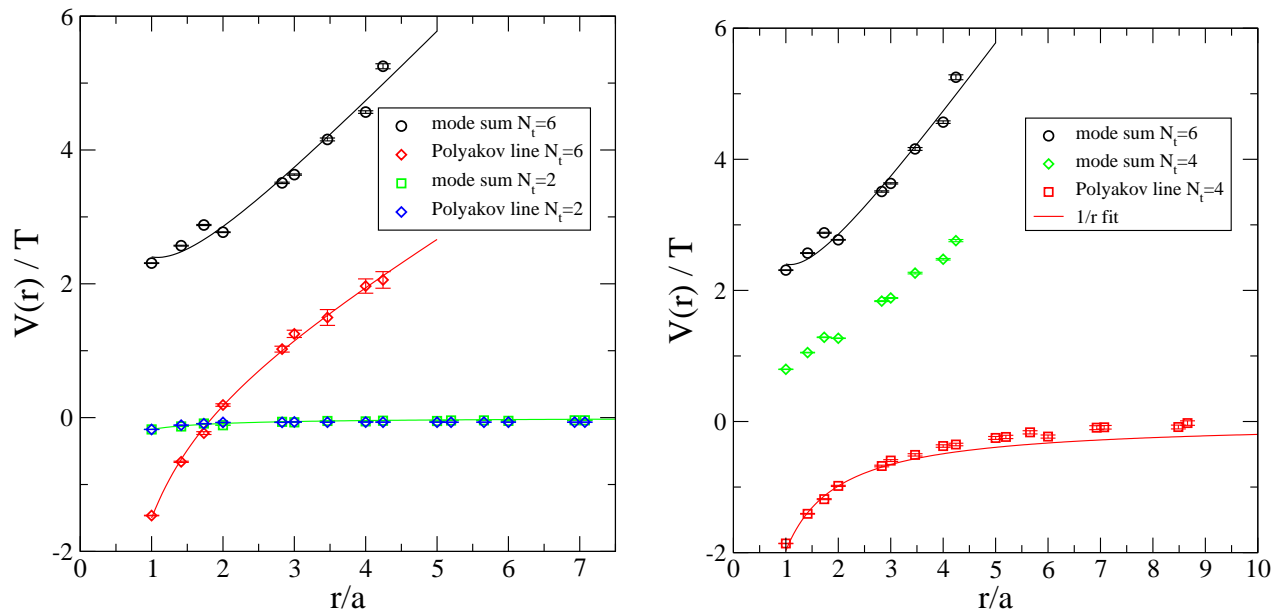 6
4
2
0
-2
V(r) / T
mode sum N_t=6
Polyakov line N_t=6
mode sum N_t=2
Polyakov line N_t=2
1 2 3 4 5 6 7
r/a
6
4
2
0
-2
V(r) / T
mode sum N_t=6
mode sum N_t=4
Polyakov line N_t=4
1/r fit
0 1 2 3 4 5 6 7 8 9 10
r/a